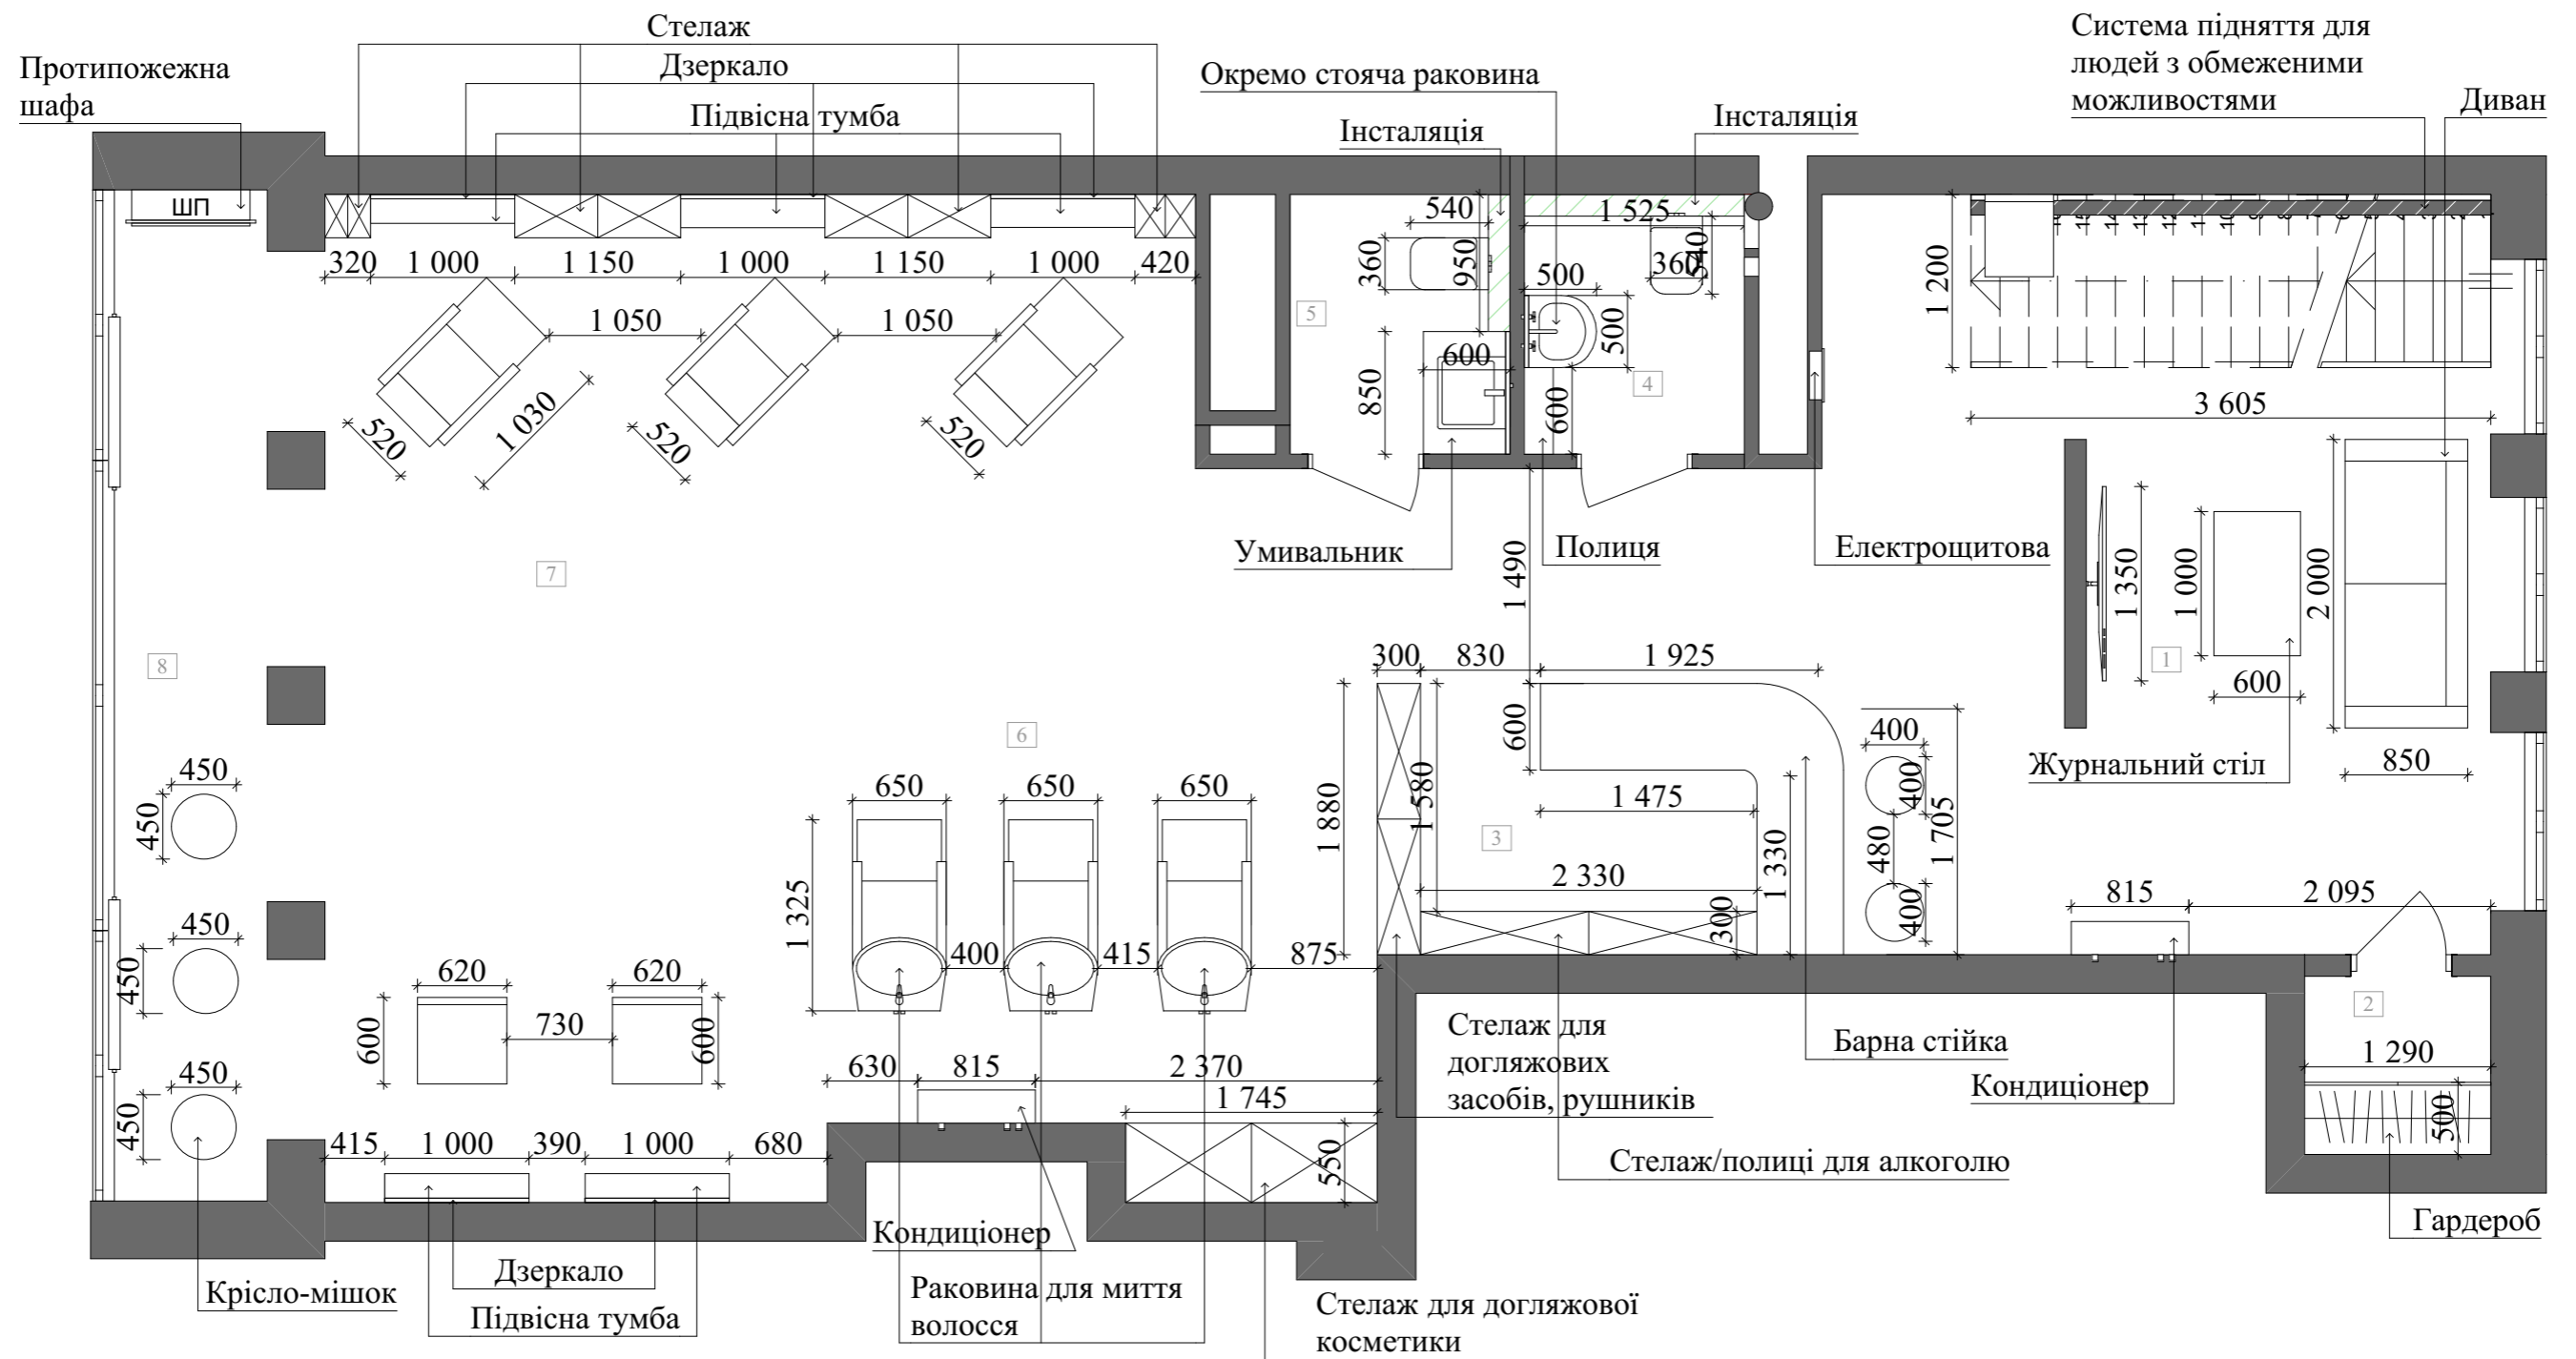 Стелаж
Дзеркало
Підвісна тумба
Протипожежна
шафа
Окремо стояча раковина
Інсталяція
Інсталяція
Система підняття для
людей з обмеженими
можливостями
Диван
ШП
320 1 000 1 150 1 000 1 150 1 000 420
1 050 1 050
520 1 030 520 520
540 360 950
5
600 850
1 525
360 540
500 500
4
600
1 200
3 605
Умивальник
Полиця
Електрощитова
1 490
7
8
6
1 350 1 000 2 000
1
600
850
Журнальний стіл
300 830 1 925
600
1 880 1 580
1 475
3
2 330
1 330
300
400 400
480
400
1 705
815 2 095
450 450
450 450
450 450
650 650 650
1 325
400 415 875
620 620
600 730 600
630 815 2 370
1 745
550
415 1 000 390 1 000 680
2
1 290
500
Стелаж для
догляжових
засобів, рушників
Барна стійка
Кондиціонер
Стелаж/полиці для алкоголю
Гардероб
Кондиціонер
Дзеркало
Підвісна тумба
Крісло-мішок
Раковина для миття
волосся
Стелаж для догляжової
косметики